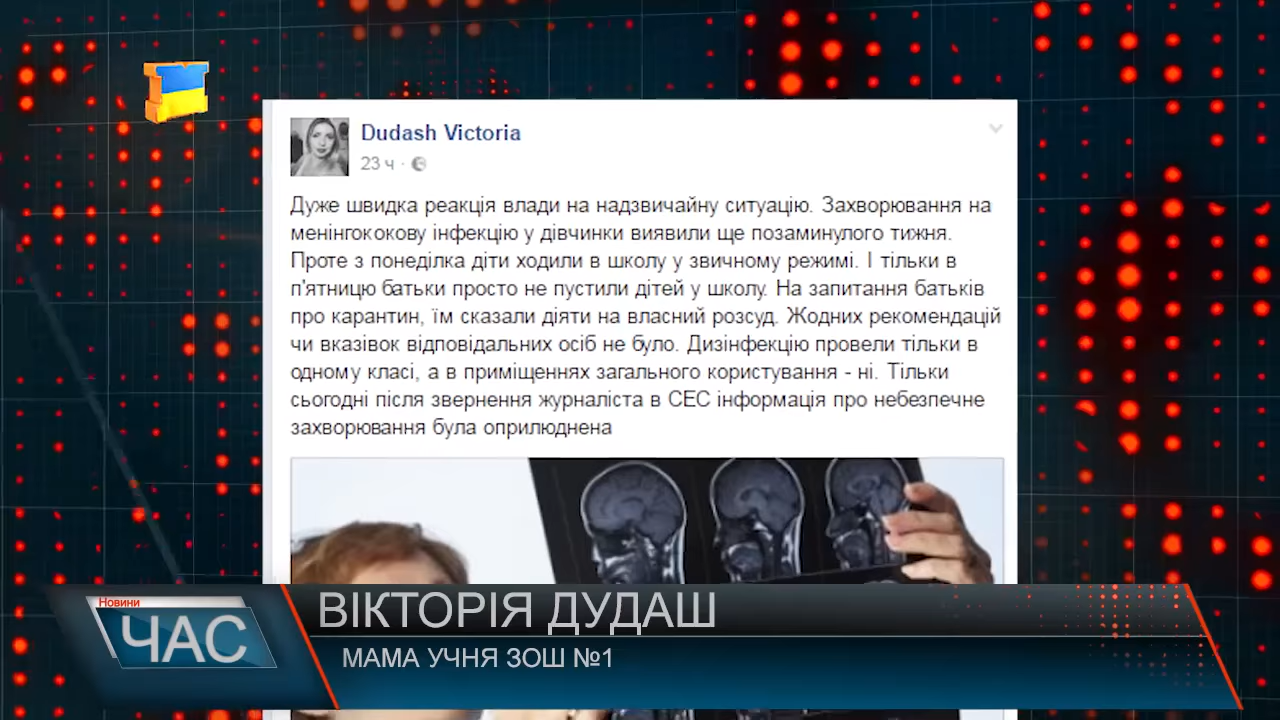 Dudash Victoria
23 ч ·
Дуже швидка реакція влади на надзвичайну ситуацію. Захворювання на
менінгококову інфекцію у дівчинки виявили ще позаминулого тижня.
Проте з понеділка діти ходили в школу у звичному режимі. І тільки в
п'ятницю батьки просто не пустили дітей у школу. На запитання батьків
про карантин, їм сказали діяти на власний розсуд. Жодних рекомендацій
чи вказівок відповідальних осіб не було. Дизінфекцію провели тільки в
одному класі, а в приміщеннях загального користування - ні. Тільки
сьогодні після звернення журналіста в СЕС інформація про небезпечне
захворювання була оприлюднена
Новини
ЧАС
ВІКТОРІЯ ДУДАШ
МАМА УЧНЯ ЗОШ №1